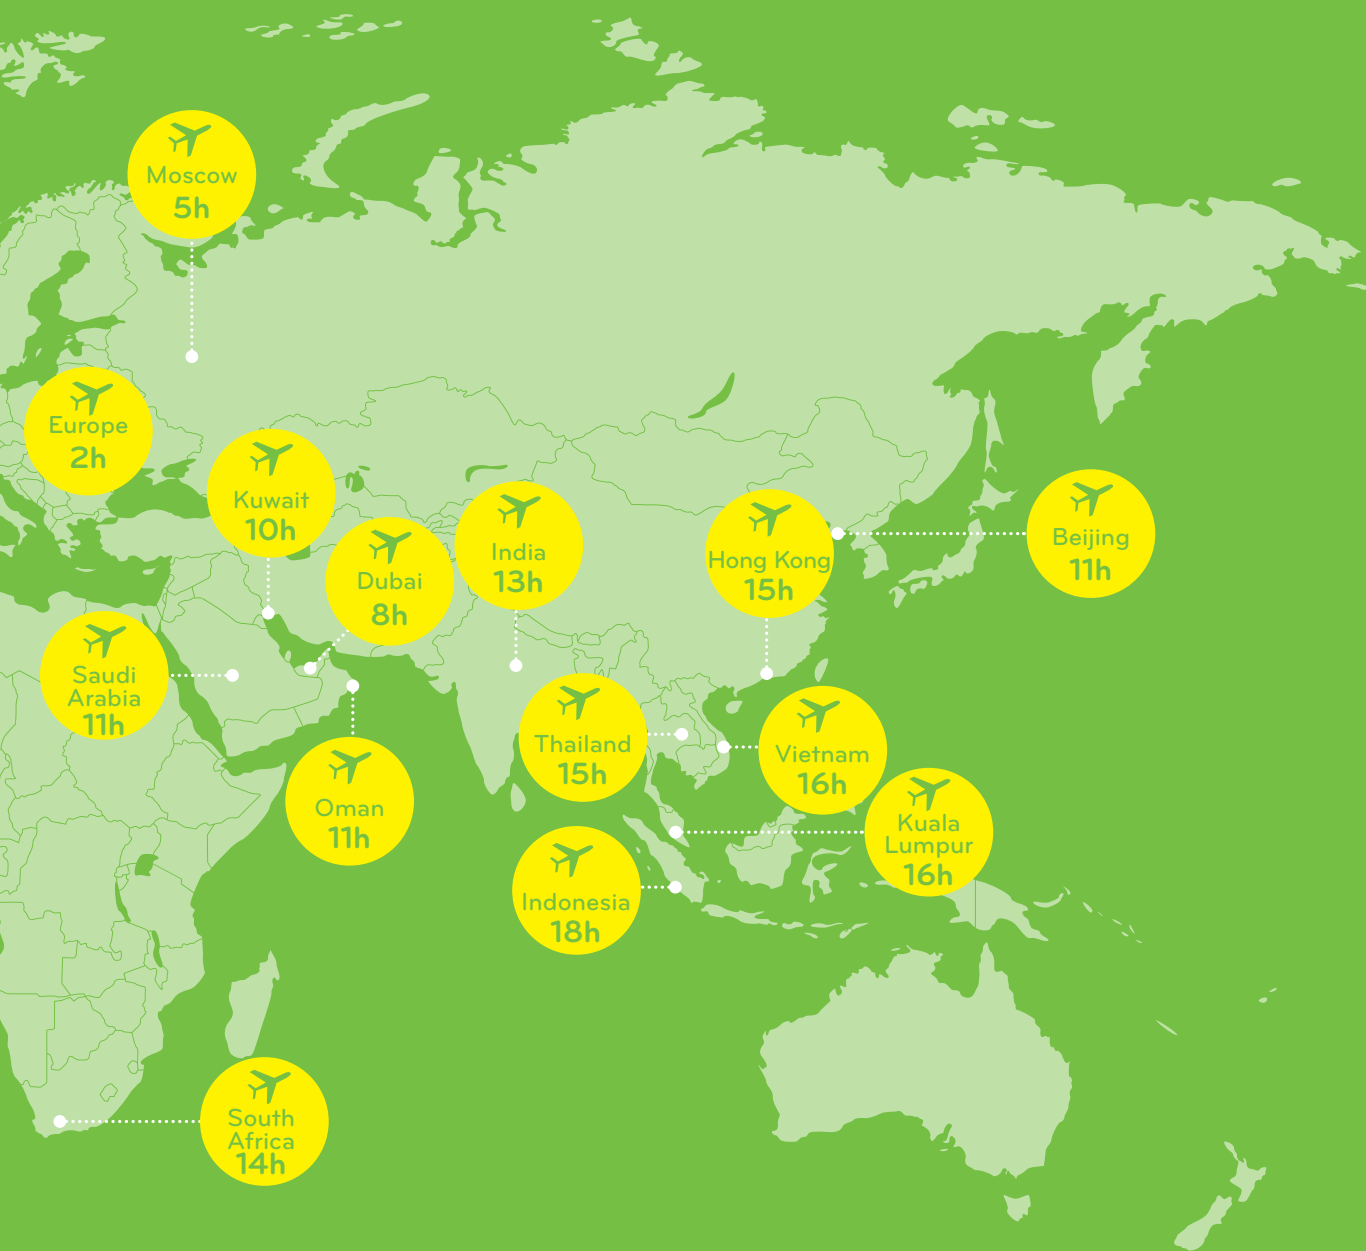 Moscow
5h
Europe
2h
Kuwait
10h
Dubai
8h
India
13h
Hong Kong
15h
Beijing
11h
Saudi
Arabia
11h
Oman
11h
Thailand
15h
Vietnam
16h
Kuala
Lumpur
16h
Indonesia
18h
South
Africa
14h